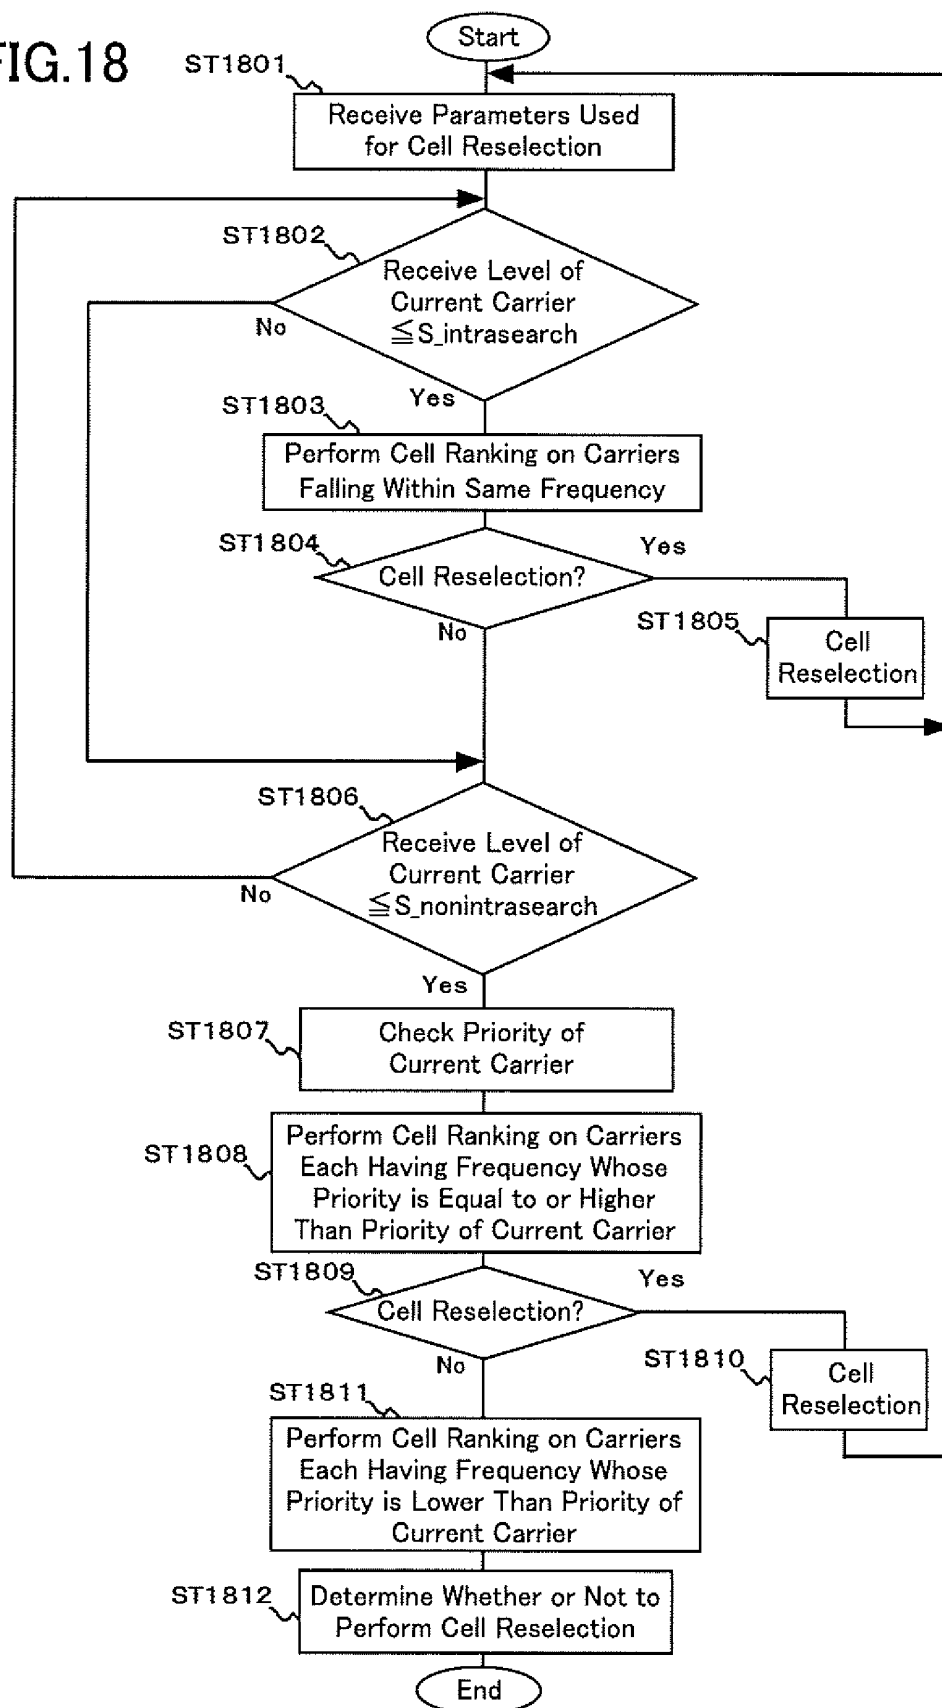 FIG.18
Start
ST1801
Receive Parameters Used
for Cell Reselection
ST1802
Receive Level of
Current Carrier
≦S_intrasearch
No
Yes
ST1803
Perform Cell Ranking on Carriers
Falling Within Same Frequency
ST1804
Cell Reselection?
Yes
No
ST1805
Cell
Reselection
ST1806
Receive Level of
Current Carrier
≦S_nonintrasearch
No
Yes
ST1807
Check Priority of
Current Carrier
ST1808
Perform Cell Ranking on Carriers
Each Having Frequency Whose
Priority is Equal to or Higher
Than Priority of Current Carrier
ST1809
Cell Reselection?
Yes
No
ST1810
Cell
Reselection
ST1811
Perform Cell Ranking on Carriers
Each Having Frequency Whose
Priority is Lower Than Priority of
Current Carrier
ST1812
Determine Whether or Not to
Perform Cell Reselection
End